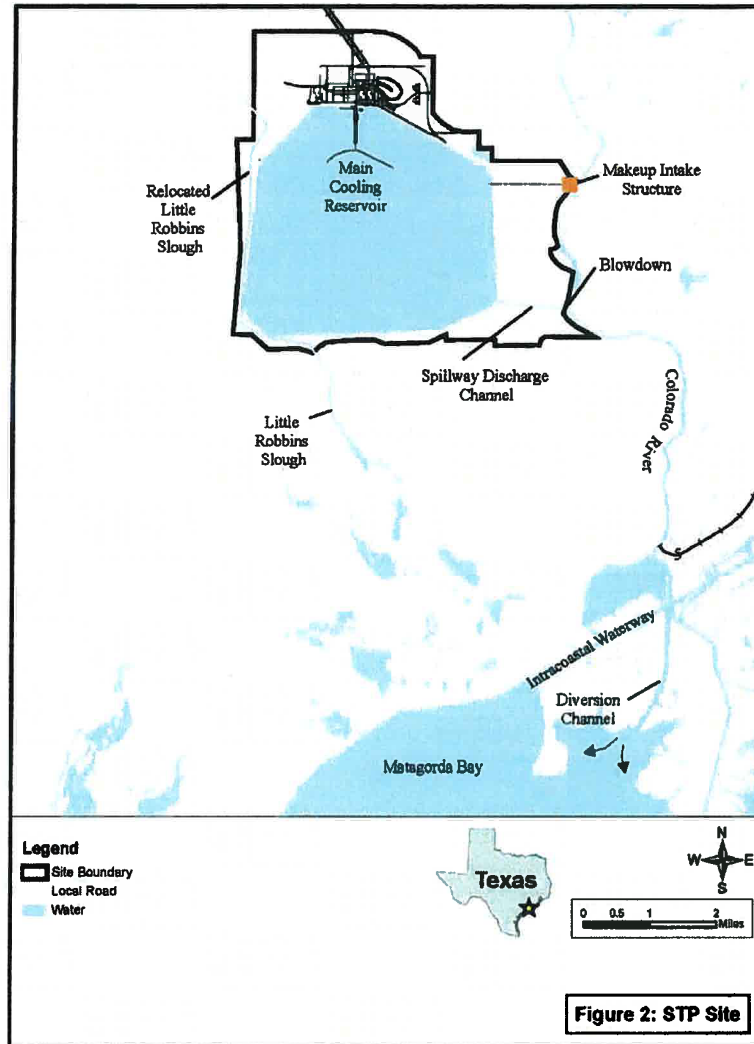 Main
Cooling
Reservoir
Relocated
Little
Robbins
Slough
Makeup Intake
Structure
Blowdown
Spillway Discharge
Channel
Little
Robbins
Slough
Colorado River
Intracoastal Waterway
Diversion
Channel
Matagorda Bay
Legend
Site Boundary
Local Road
Water
Texas
N
W E
S
0 0.5 1 2
Miles
Figure 2: STP Site